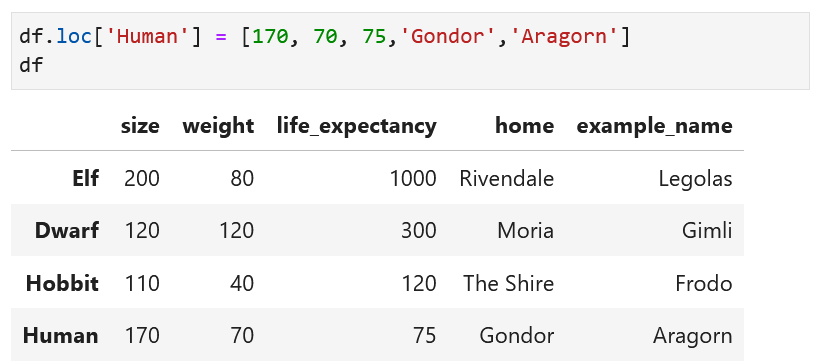 df.loc['Human'] = [170, 70, 75,'Gondor','Aragorn']
df
size weight life_expectancy home example_name
Elf 200 80 1000 Rivendale Legolas
Dwarf 120 120 300 Moria Gimli
Hobbit 110 40 120 The Shire Frodo
Human 170 70 75 Gondor Aragorn